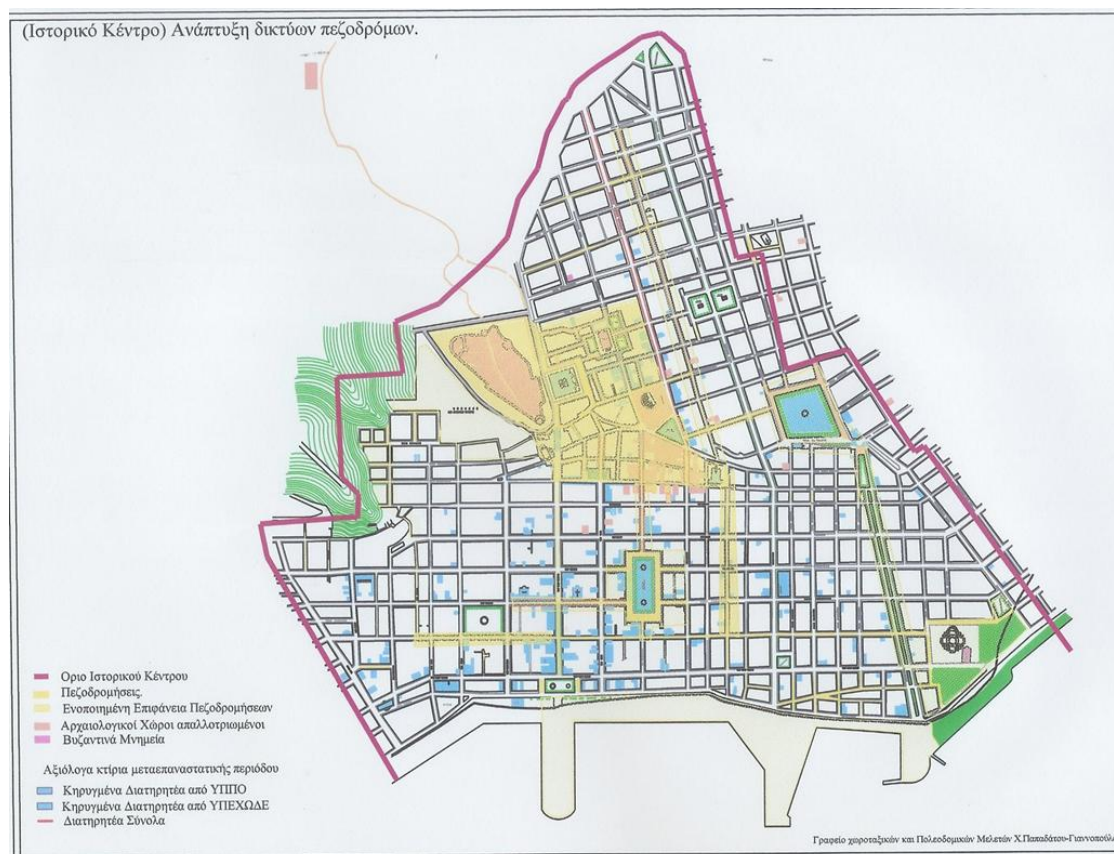 (Ιστορικό Κέντρο) Ανάπτυξη δικτύων πεζοδρόμων.
Οριο Ιστορικού Κέντρου
Πεζοδρομήσεις.
Ενοποιημένη Επιφάνεια Πεζοδρομήσεων
Αρχαιολογικοί Χώροι απαλλοτριωμένοι
Βυζαντινά Μνημεία
Αξιόλογα κτίρια μεταεπαναστατικής περιόδου
Κηρυγμένα Διατηρητέα από ΥΠΠΟ
Κηρυγμένα Διατηρητέα από ΥΠΕΧΩΔΕ
Διατηρητέα Σύνολα
Γραφείο χωροταξικών και Πολεοδομικών Μελετών Χ.Παπαδάτου-Γιαννοπούλο